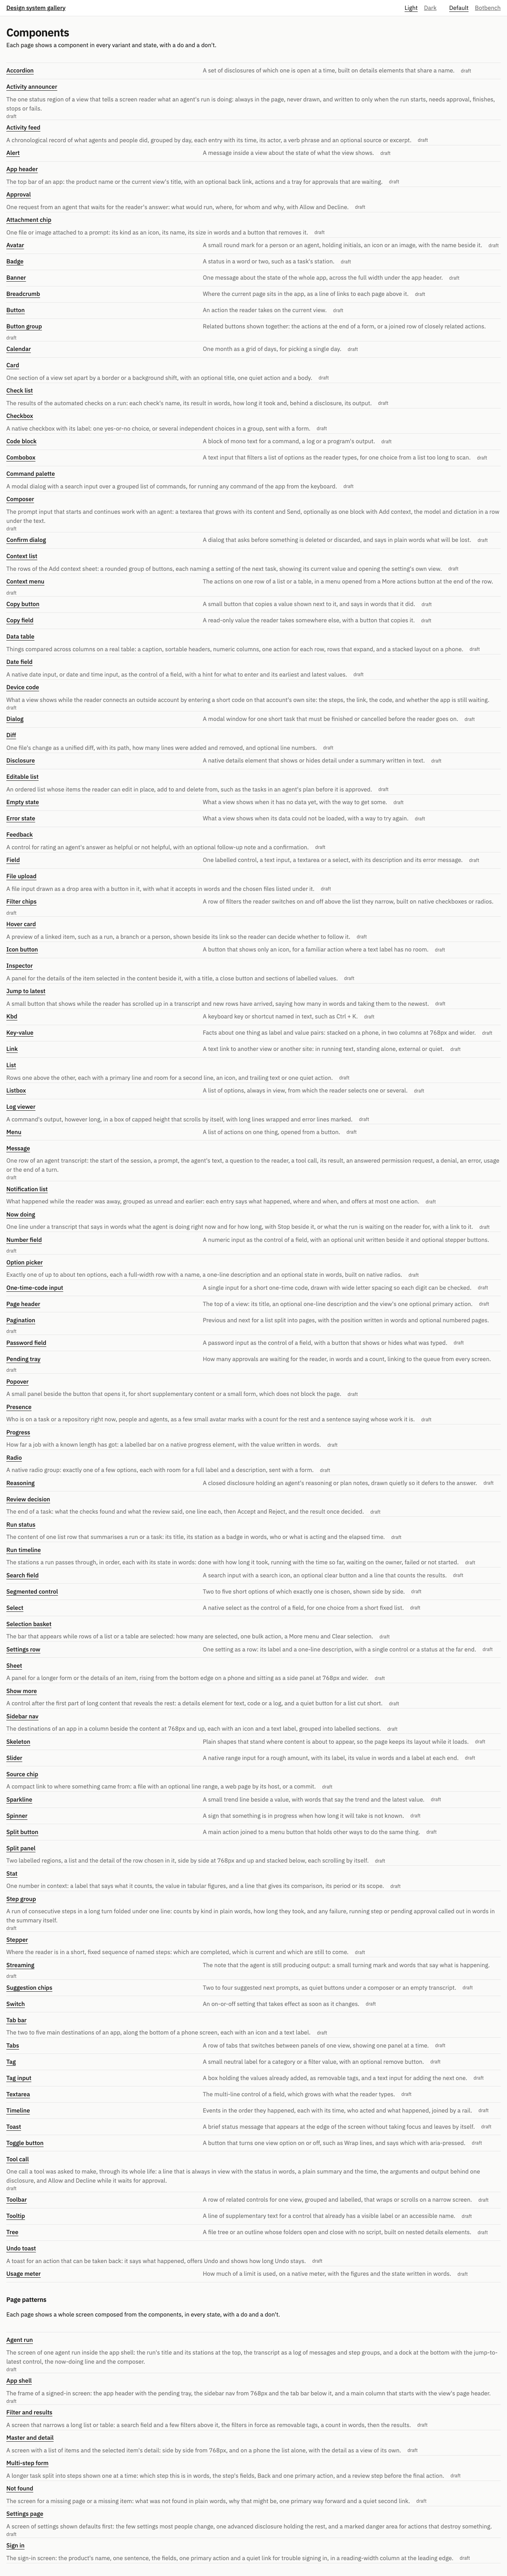 Design system gallery
Light Dark Default Botbench
Components
Each page shows a component in every variant and state, with a do and a don't.
Accordion A set of disclosures of which one is open at a time, built on details elements that share a name. draft
Activity announcer
The one status region of a view that tells a screen reader what an agent's run is doing: always in the page, never drawn, and written to only when the run starts, needs approval, finishes,
stops or fails.
draft
Activity feed
A chronological record of what agents and people did, grouped by day, each entry with its time, its actor, a verb phrase and an optional source or excerpt. draft
Alert A message inside a view about the state of what the view shows. draft
App header
The top bar of an app: the product name or the current view's title, with an optional back link, actions and a tray for approvals that are waiting. draft
Approval
One request from an agent that waits for the reader's answer: what would run, where, for whom and why, with Allow and Decline. draft
Attachment chip
One file or image attached to a prompt: its kind as an icon, its name, its size in words and a button that removes it. draft
Avatar A small round mark for a person or an agent, holding initials, an icon or an image, with the name beside it. draft
Badge A status in a word or two, such as a task's station. draft
Banner One message about the state of the whole app, across the full width under the app header. draft
Breadcrumb Where the current page sits in the app, as a line of links to each page above it. draft
Button An action the reader takes on the current view. draft
Button group Related buttons shown together: the actions at the end of a form, or a joined row of closely related actions.
draft
Calendar One month as a grid of days, for picking a single day. draft
Card
One section of a view set apart by a border or a background shift, with an optional title, one quiet action and a body. draft
Check list
The results of the automated checks on a run: each check's name, its result in words, how long it took and, behind a disclosure, its output. draft
Checkbox
A native checkbox with its label: one yes-or-no choice, or several independent choices in a group, sent with a form. draft
Code block A block of mono text for a command, a log or a program's output. draft
Combobox A text input that filters a list of options as the reader types, for one choice from a list too long to scan. draft
Command palette
A modal dialog with a search input over a grouped list of commands, for running any command of the app from the keyboard. draft
Composer
The prompt input that starts and continues work with an agent: a textarea that grows with its content and Send, optionally as one block with Add context, the model and dictation in a row
under the text.
draft
Confirm dialog A dialog that asks before something is deleted or discarded, and says in plain words what will be lost. draft
Context list
The rows of the Add context sheet: a rounded group of buttons, each naming a setting of the next task, showing its current value and opening the setting's own view. draft
Context menu The actions on one row of a list or a table, in a menu opened from a More actions button at the end of the row.
draft
Copy button A small button that copies a value shown next to it, and says in words that it did. draft
Copy field A read-only value the reader takes somewhere else, with a button that copies it. draft
Data table
Things compared across columns on a real table: a caption, sortable headers, numeric columns, one action for each row, rows that expand, and a stacked layout on a phone. draft
Date field
A native date input, or date and time input, as the control of a field, with a hint for what to enter and its earliest and latest values. draft
Device code
What a view shows while the reader connects an outside account by entering a short code on that account's own site: the steps, the link, the code, and whether the app is still waiting.
draft
Dialog A modal window for one short task that must be finished or cancelled before the reader goes on. draft
Diff
One file's change as a unified diff, with its path, how many lines were added and removed, and optional line numbers. draft
Disclosure A native details element that shows or hides detail under a summary written in text. draft
Editable list
An ordered list whose items the reader can edit in place, add to and delete from, such as the tasks in an agent's plan before it is approved. draft
Empty state What a view shows when it has no data yet, with the way to get some. draft
Error state What a view shows when its data could not be loaded, with a way to try again. draft
Feedback
A control for rating an agent's answer as helpful or not helpful, with an optional follow-up note and a confirmation. draft
Field One labelled control, a text input, a textarea or a select, with its description and its error message. draft
File upload
A file input drawn as a drop area with a button in it, with what it accepts in words and the chosen files listed under it. draft
Filter chips A row of filters the reader switches on and off above the list they narrow, built on native checkboxes or radios.
draft
Hover card
A preview of a linked item, such as a run, a branch or a person, shown beside its link so the reader can decide whether to follow it. draft
Icon button A button that shows only an icon, for a familiar action where a text label has no room. draft
Inspector
A panel for the details of the item selected in the content beside it, with a title, a close button and sections of labelled values. draft
Jump to latest
A small button that shows while the reader has scrolled up in a transcript and new rows have arrived, saying how many in words and taking them to the newest. draft
Kbd A keyboard key or shortcut named in text, such as Ctrl + K. draft
Key-value Facts about one thing as label and value pairs: stacked on a phone, in two columns at 768px and wider. draft
Link A text link to another view or another site: in running text, standing alone, external or quiet. draft
List
Rows one above the other, each with a primary line and room for a second line, an icon, and trailing text or one quiet action. draft
Listbox A list of options, always in view, from which the reader selects one or several. draft
Log viewer
A command's output, however long, in a box of capped height that scrolls by itself, with long lines wrapped and error lines marked. draft
Menu A list of actions on one thing, opened from a button. draft
Message
One row of an agent transcript: the start of the session, a prompt, the agent's text, a question to the reader, a tool call, its result, an answered permission request, a denial, an error, usage
or the end of a turn.
draft
Notification list
What happened while the reader was away, grouped as unread and earlier: each entry says what happened, where and when, and offers at most one action. draft
Now doing
One line under a transcript that says in words what the agent is doing right now and for how long, with Stop beside it, or what the run is waiting on the reader for, with a link to it. draft
Number field A numeric input as the control of a field, with an optional unit written beside it and optional stepper buttons.
draft
Option picker
Exactly one of up to about ten options, each a full-width row with a name, a one-line description and an optional state in words, built on native radios. draft
One-time-code input A single input for a short one-time code, drawn with wide letter spacing so each digit can be checked. draft
Page header The top of a view: its title, an optional one-line description and the view's one optional primary action. draft
Pagination Previous and next for a list split into pages, with the position written in words and optional numbered pages.
draft
Password field A password input as the control of a field, with a button that shows or hides what was typed. draft
Pending tray How many approvals are waiting for the reader, in words and a count, linking to the queue from every screen.
draft
Popover
A small panel beside the button that opens it, for short supplementary content or a small form, which does not block the page. draft
Presence
Who is on a task or a repository right now, people and agents, as a few small avatar marks with a count for the rest and a sentence saying whose work it is. draft
Progress
How far a job with a known length has got: a labelled bar on a native progress element, with the value written in words. draft
Radio
A native radio group: exactly one of a few options, each with room for a full label and a description, sent with a form. draft
Reasoning A closed disclosure holding an agent's reasoning or plan notes, drawn quietly so it defers to the answer. draft
Review decision
The end of a task: what the checks found and what the review said, one line each, then Accept and Reject, and the result once decided. draft
Run status
The content of one list row that summarises a run or a task: its title, its station as a badge in words, who or what is acting and the elapsed time. draft
Run timeline
The stations a run passes through, in order, each with its state in words: done with how long it took, running with the time so far, waiting on the owner, failed or not started. draft
Search field A search input with a search icon, an optional clear button and a line that counts the results. draft
Segmented control Two to five short options of which exactly one is chosen, shown side by side. draft
Select A native select as the control of a field, for one choice from a short fixed list. draft
Selection basket
The bar that appears while rows of a list or a table are selected: how many are selected, one bulk action, a More menu and Clear selection. draft
Settings row One setting as a row: its label and a one-line description, with a single control or a status at the far end. draft
Sheet
A panel for a longer form or the details of an item, rising from the bottom edge on a phone and sitting as a side panel at 768px and wider. draft
Show more
A control after the first part of long content that reveals the rest: a details element for text, code or a log, and a quiet button for a list cut short. draft
Sidebar nav
The destinations of an app in a column beside the content at 768px and up, each with an icon and a text label, grouped into labelled sections. draft
Skeleton Plain shapes that stand where content is about to appear, so the page keeps its layout while it loads. draft
Slider A native range input for a rough amount, with its label, its value in words and a label at each end. draft
Source chip
A compact link to where something came from: a file with an optional line range, a web page by its host, or a commit. draft
Sparkline A small trend line beside a value, with words that say the trend and the latest value. draft
Spinner A sign that something is in progress when how long it will take is not known. draft
Split button A main action joined to a menu button that holds other ways to do the same thing. draft
Split panel
Two labelled regions, a list and the detail of the row chosen in it, side by side at 768px and up and stacked below, each scrolling by itself. draft
Stat
One number in context: a label that says what it counts, the value in tabular figures, and a line that gives its comparison, its period or its scope. draft
Step group
A run of consecutive steps in a long turn folded under one line: counts by kind in plain words, how long they took, and any failure, running step or pending approval called out in words in
the summary itself.
draft
Stepper
Where the reader is in a short, fixed sequence of named steps: which are completed, which is current and which are still to come. draft
Streaming The note that the agent is still producing output: a small turning mark and words that say what is happening.
draft
Suggestion chips Two to four suggested next prompts, as quiet buttons under a composer or an empty transcript. draft
Switch An on-or-off setting that takes effect as soon as it changes. draft
Tab bar
The two to five main destinations of an app, along the bottom of a phone screen, each with an icon and a text label. draft
Tabs A row of tabs that switches between panels of one view, showing one panel at a time. draft
Tag A small neutral label for a category or a filter value, with an optional remove button. draft
Tag input A box holding the values already added, as removable tags, and a text input for adding the next one. draft
Textarea The multi-line control of a field, which grows with what the reader types. draft
Timeline Events in the order they happened, each with its time, who acted and what happened, joined by a rail. draft
Toast A brief status message that appears at the edge of the screen without taking focus and leaves by itself. draft
Toggle button A button that turns one view option on or off, such as Wrap lines, and says which with aria-pressed. draft
Tool call
One call a tool was asked to make, through its whole life: a line that is always in view with the status in words, a plain summary and the time, the arguments and output behind one
disclosure, and Allow and Decline while it waits for approval.
draft
Toolbar A row of related controls for one view, grouped and labelled, that wraps or scrolls on a narrow screen. draft
Tooltip A line of supplementary text for a control that already has a visible label or an accessible name. draft
Tree A file tree or an outline whose folders open and close with no script, built on nested details elements. draft
Undo toast
A toast for an action that can be taken back: it says what happened, offers Undo and shows how long Undo stays. draft
Usage meter How much of a limit is used, on a native meter, with the figures and the state written in words. draft
Page patterns
Each page shows a whole screen composed from the components, in every state, with a do and a don't.
Agent run
The screen of one agent run inside the app shell: the run's title and its stations at the top, the transcript as a log of messages and step groups, and a dock at the bottom with the jump-to-
latest control, the now-doing line and the composer.
draft
App shell
The frame of a signed-in screen: the app header with the pending tray, the sidebar nav from 768px and the tab bar below it, and a main column that starts with the view's page header.
draft
Filter and results
A screen that narrows a long list or table: a search field and a few filters above it, the filters in force as removable tags, a count in words, then the results. draft
Master and detail
A screen with a list of items and the selected item's detail: side by side from 768px, and on a phone the list alone, with the detail as a view of its own. draft
Multi-step form
A longer task split into steps shown one at a time: which step this is in words, the step's fields, Back and one primary action, and a review step before the final action. draft
Not found
The screen for a missing page or a missing item: what was not found in plain words, why that might be, one primary way forward and a quiet second link. draft
Settings page
A screen of settings shown defaults first: the few settings most people change, one advanced disclosure holding the rest, and a marked danger area for actions that destroy something.
draft
Sign in
The sign-in screen: the product's name, one sentence, the fields, one primary action and a quiet link for trouble signing in, in a reading-width column at the leading edge. draft